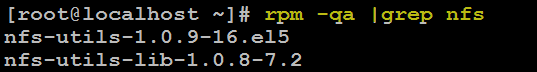 [root@localhost ~]# rpm -qa |grep nfs
nfs-utils-1.0.9-16.el5
nfs-utils-lib-1.0.8-7.2